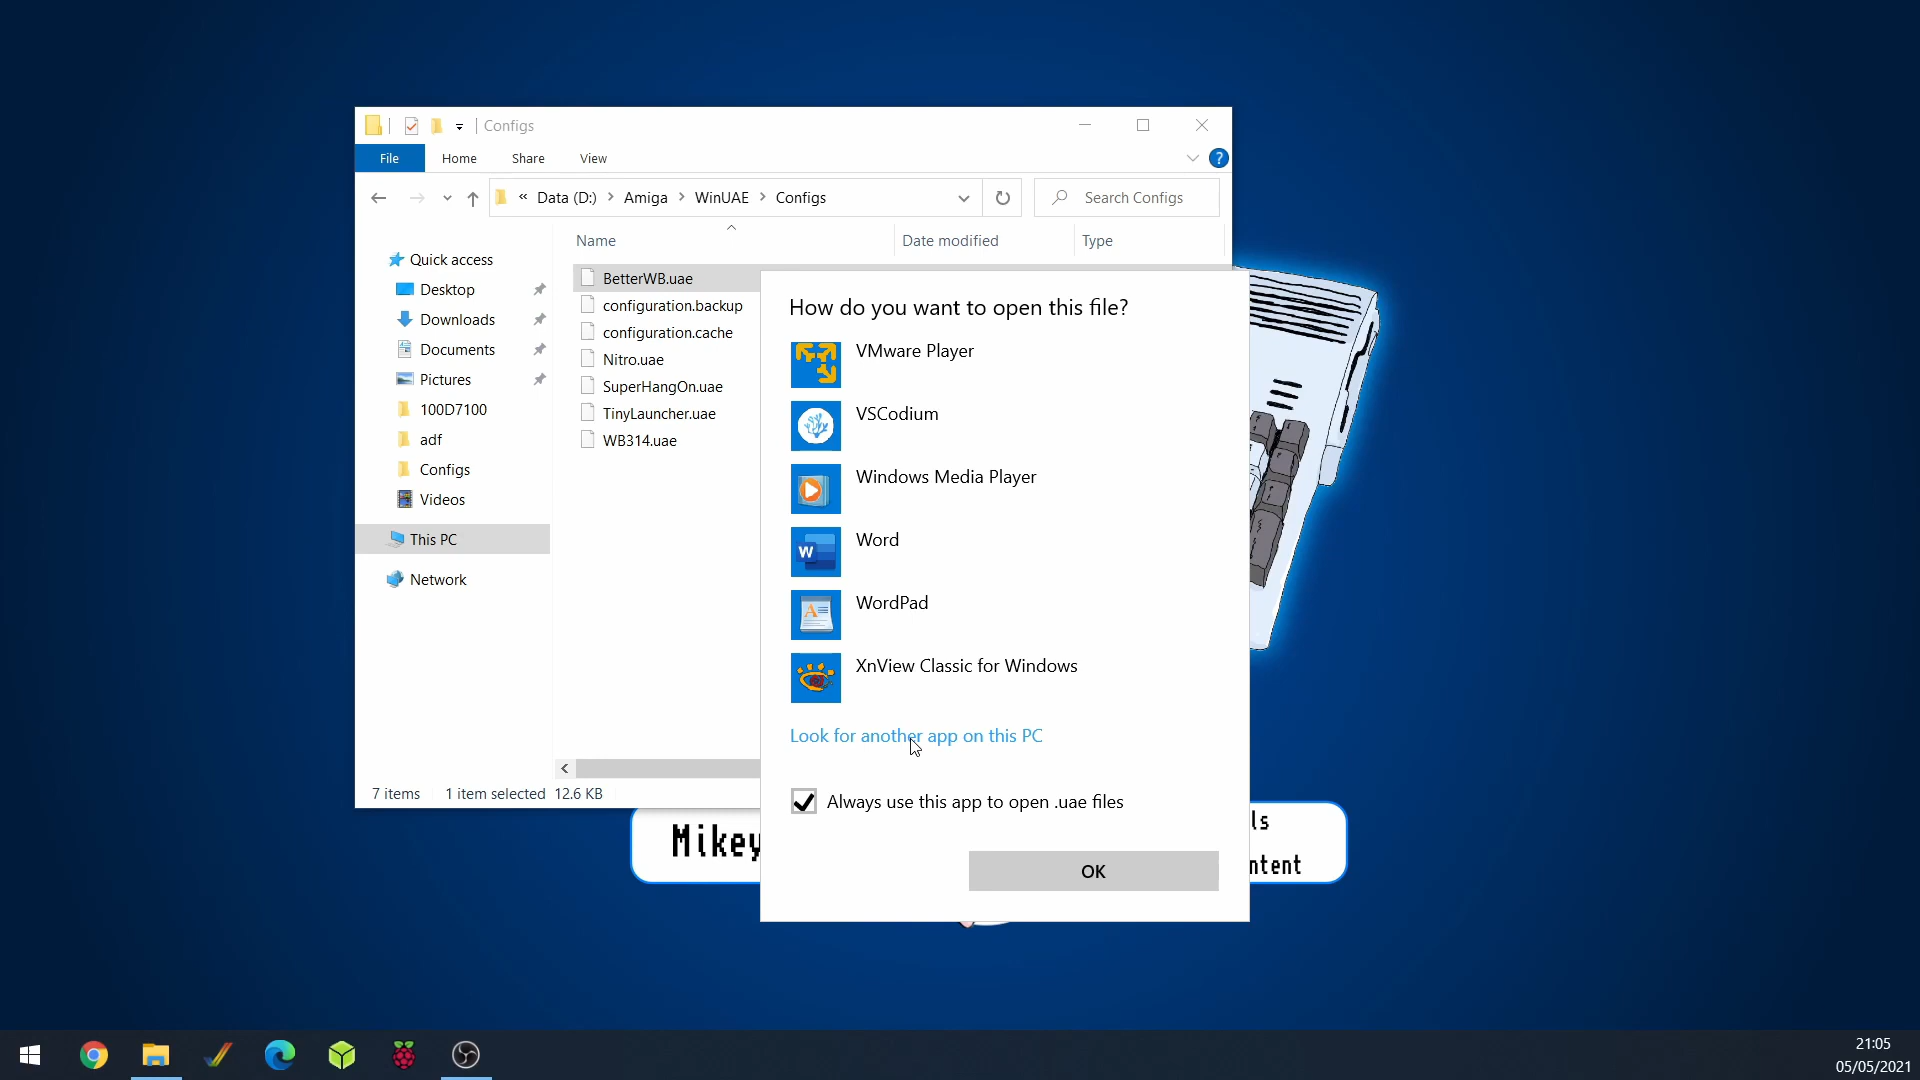 Configs
File
Home
Share
View
?
« Data (D:) > Amiga > WinUAE > Configs
Search Configs
Name
Date modified
Type
Quick access
Desktop
Downloads
Documents
Pictures
100D7100
adf
Configs
Videos
This PC
Network
BetterWB.uae
configuration.backup
configuration.cache
Nitro.uae
SuperHangOn.uae
TinyLauncher.uae
WB314.uae
7 items
1 item selected 12.6 KB
How do you want to open this file?
VMware Player
VSCodium
Windows Media Player
W
Word
A
WordPad
XnView Classic for Windows
Look for another app on this PC
Always use this app to open .uae files
OK
Mikey
ls
ntent
21:05
05/05/2021